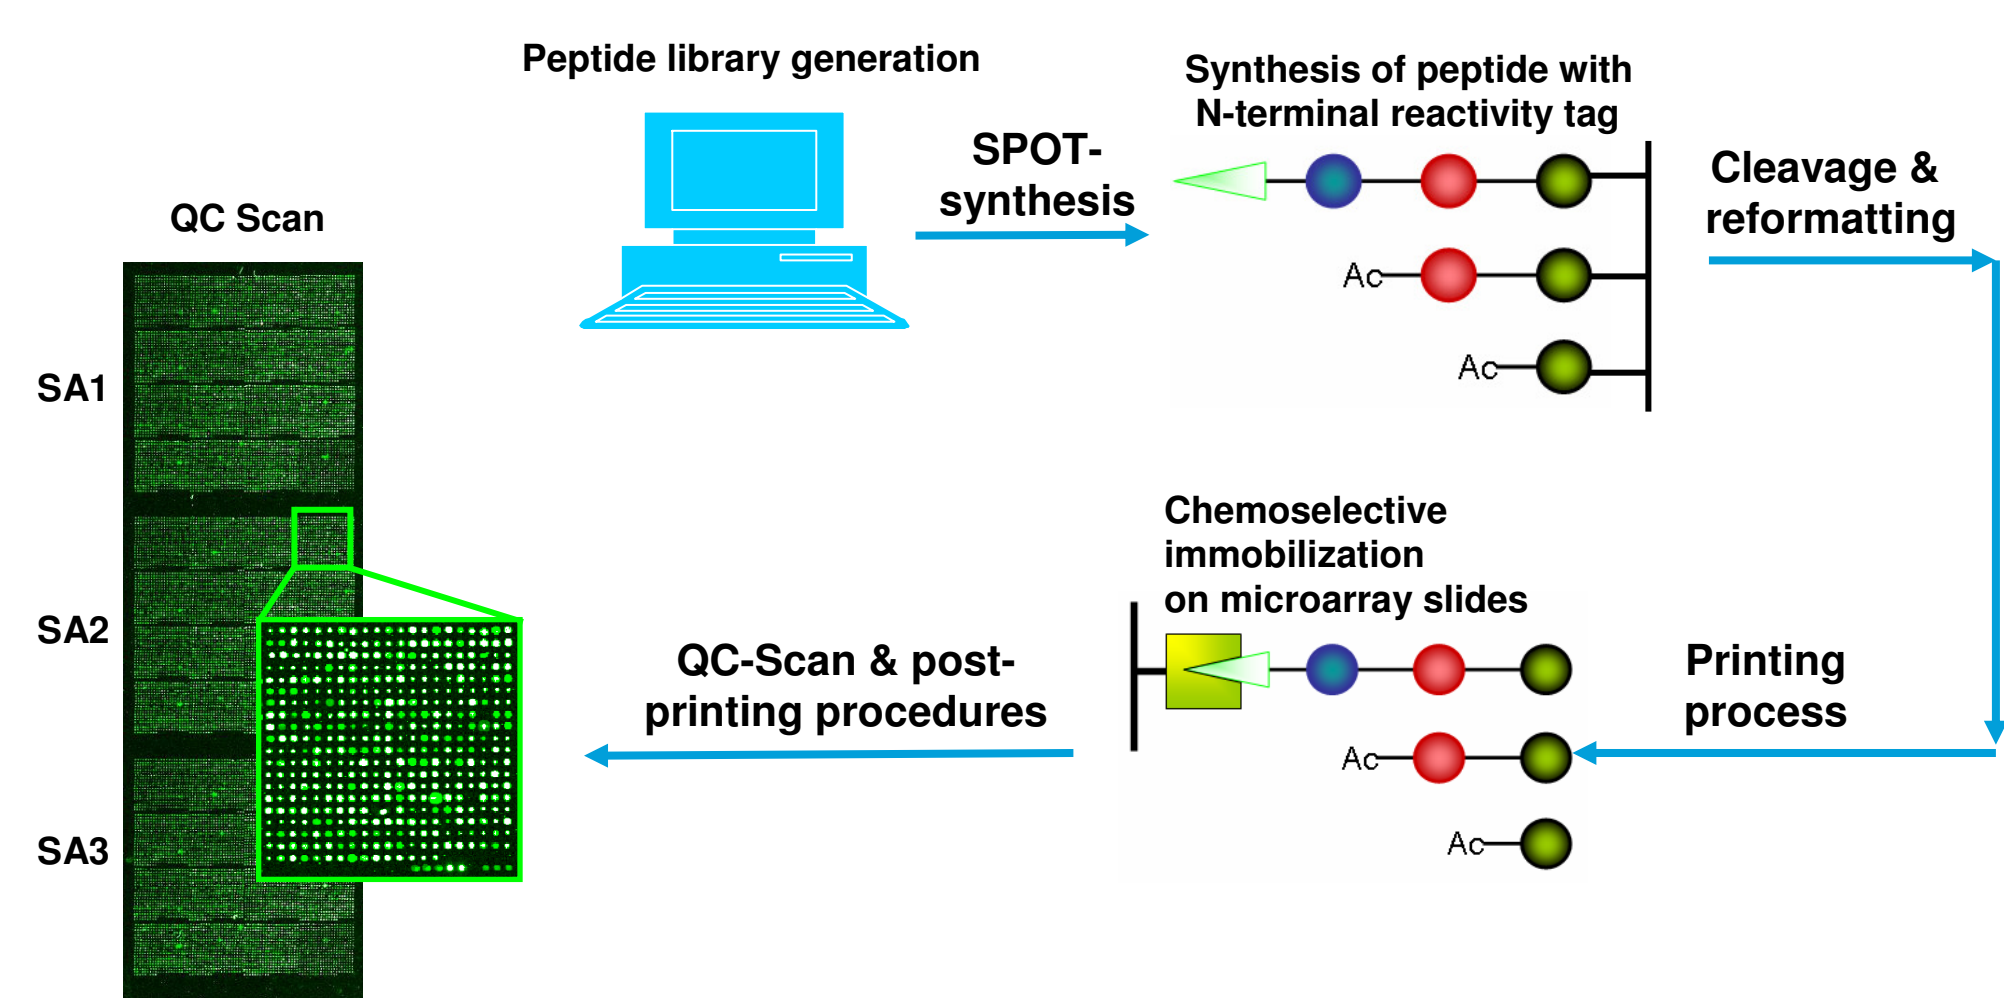 Peptide library generation
SPOT-
synthesis
Synthesis of peptide with
N-terminal reactivity tag
Ac
Ac
Cleavage &
reformatting
Printing
process
Chemoselective
immobilization
on microarray slides
Ac
Ac
QC-Scan & post-
printing procedures
QC Scan
SA1
SA2
SA3